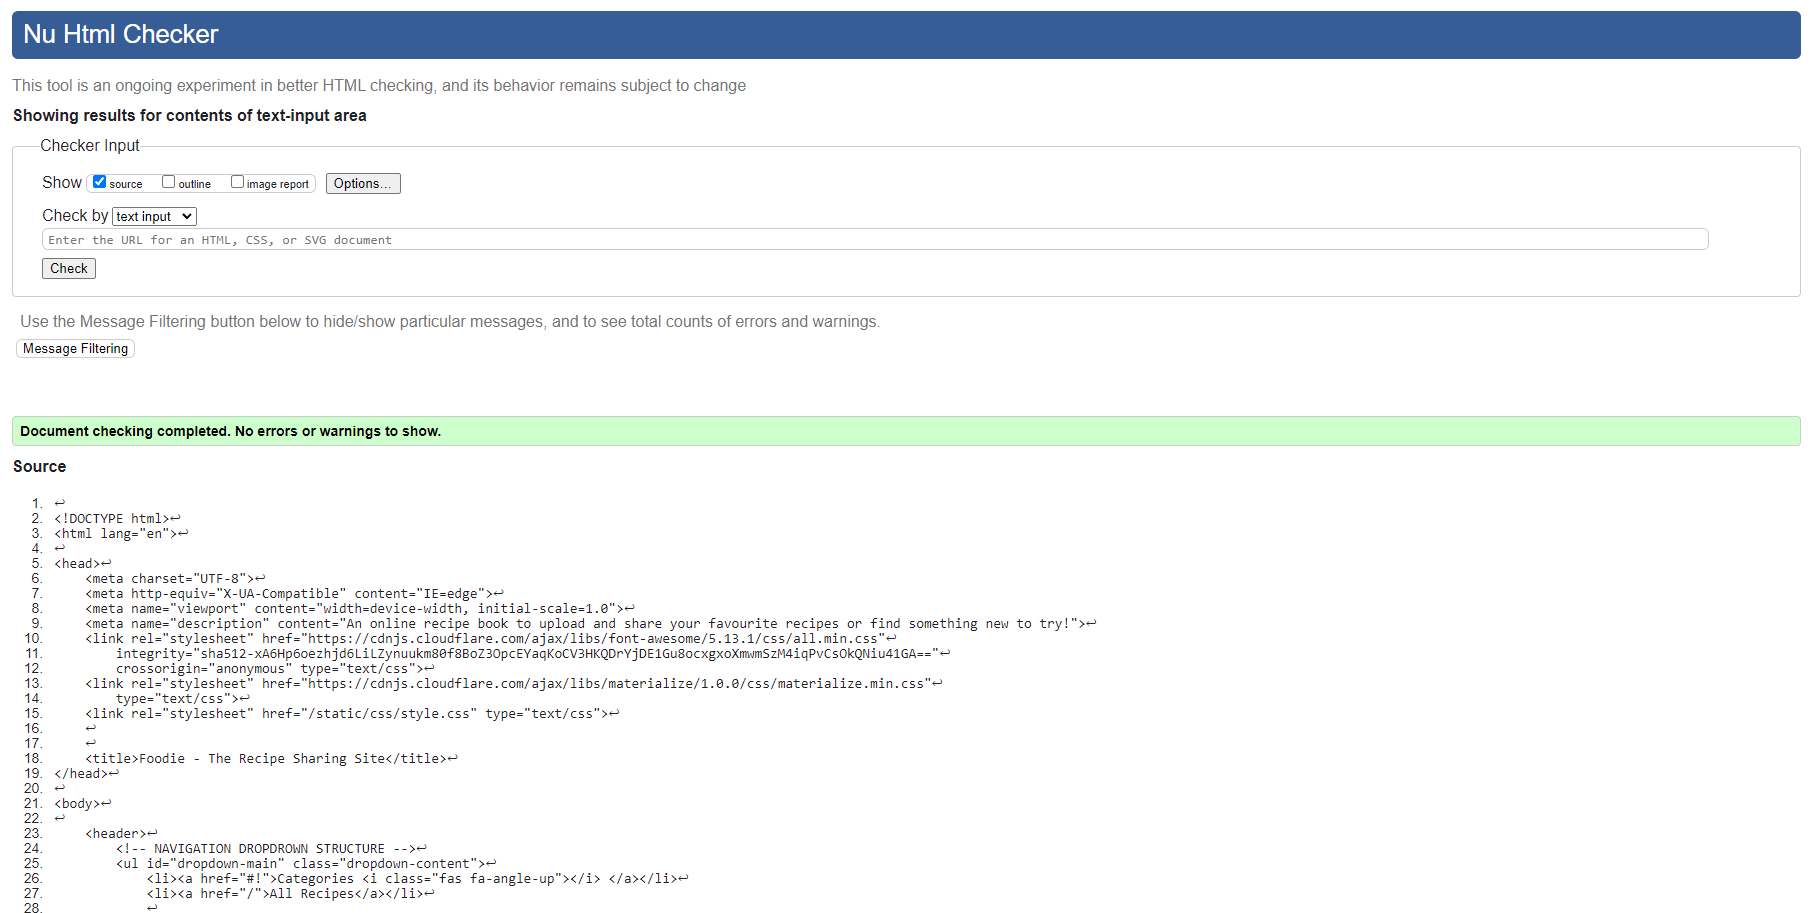 Nu Html Checker
This tool is an ongoing experiment in better HTML checking, and its behavior remains subject to change
Showing results for contents of text-input area
Checker Input
Show source outline image report Options...
Check by text input
Enter the URL for an HTML, CSS, or SVG document
Check
Use the Message Filtering button below to hide/show particular messages, and to see total counts of errors and warnings.
Message Filtering
Document checking completed. No errors or warnings to show.
Source
1. ↩
2. <!DOCTYPE html>↩
3. <html lang="en">↩
4. ↩
5. <head>↩
6. <meta charset="UTF-8">↩
7. <meta http-equiv="X-UA-Compatible" content="IE=edge">↩
8. <meta name="viewport" content="width=device-width, initial-scale=1.0">↩
9. <meta name="description" content="An online recipe book to upload and share your favourite recipes or find something new to try!">↩
10. <link rel="stylesheet" href="https://cdnjs.cloudflare.com/ajax/libs/font-awesome/5.13.1/css/all.min.css"↩
11. integrity="sha512-xA6Hp6oezhjd6LiLZynuukm80f8BoZ3OpcEYaqKoCV3HKQDrYjDE1Gu8ocxgxoXmwmSzM4iqPvCsOkQNiu41GA=="↩
12. crossorigin="anonymous" type="text/css">↩
13. <link rel="stylesheet" href="https://cdnjs.cloudflare.com/ajax/libs/materialize/1.0.0/css/materialize.min.css"↩
14. type="text/css">↩
15. <link rel="stylesheet" href="/static/css/style.css" type="text/css">↩
16. ↩
17. ↩
18. <title>Foodie - The Recipe Sharing Site</title>↩
19. </head>↩
20. ↩
21. <body>↩
22. ↩
23. <header>↩
24. <!-- NAVIGATION DROPDROWN STRUCTURE -->↩
25. <ul id="dropdown-main" class="dropdown-content">↩
26. <li><a href="#!">Categories <i class="fas fa-angle-up"></i> </a></li>↩
27. <li><a href="/">All Recipes</a></li>↩
28. ↩